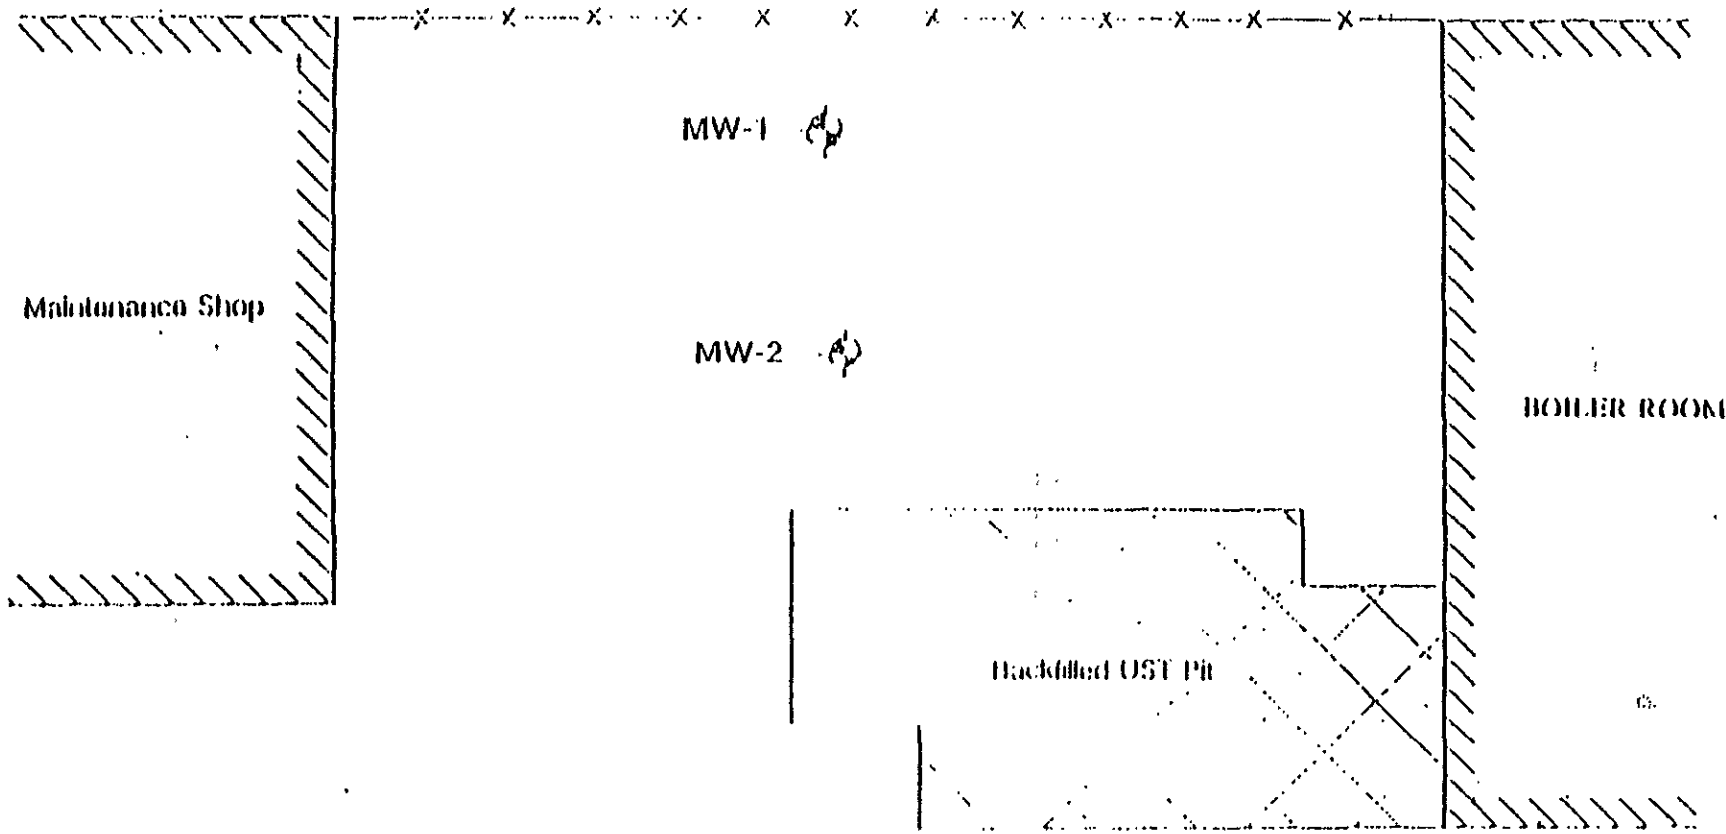 MW-1
Maintenance Shop
MW-2
BOILER ROOM
Backfilled UST Pit